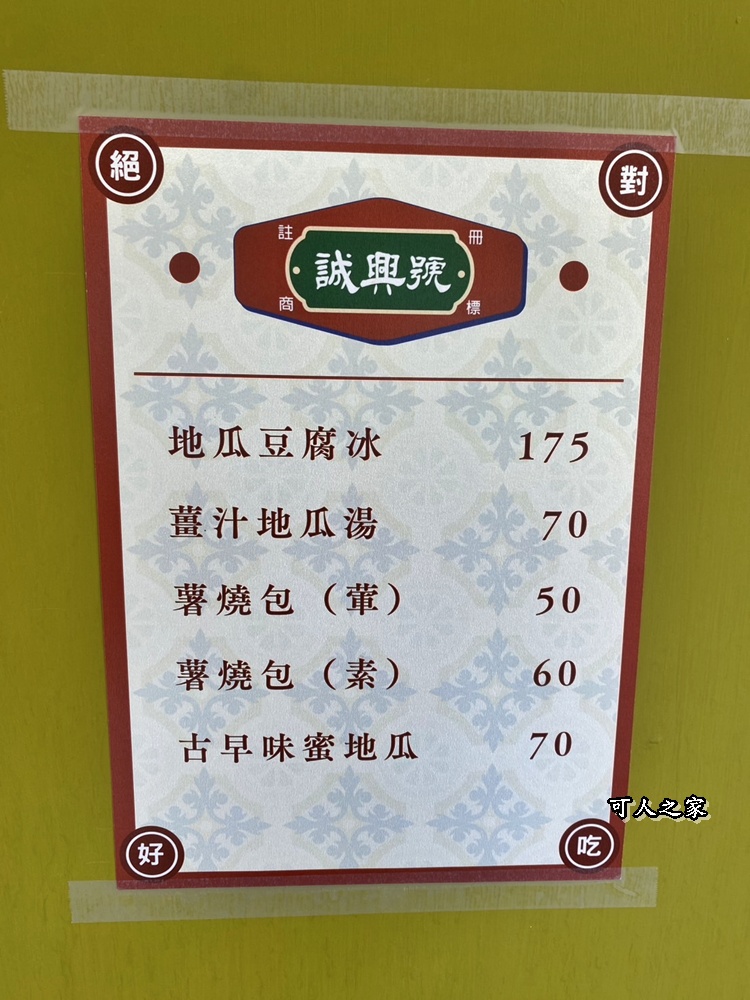 絕 對
註 冊
誠興號
商 標
地瓜豆腐冰 175
薑汁地瓜湯 70
薯燒包（葷） 50
薯燒包（素） 60
古早味蜜地瓜 70
可人之家
好 吃